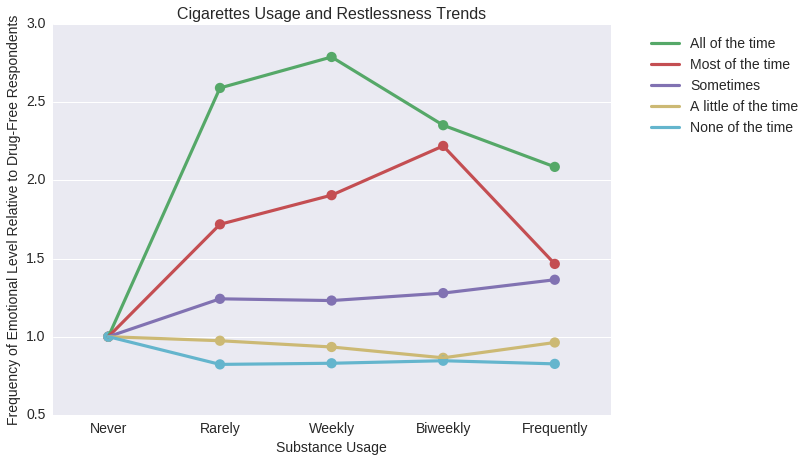 Cigarettes Usage and Restlessness Trends
Frequency of Emotional Level Relative to Drug-Free Respondents
3.0
2.5
2.0
1.5
1.0
0.5
Never
Rarely
Weekly
Biweekly
Frequently
Substance Usage
All of the time
Most of the time
Sometimes
A little of the time
None of the time